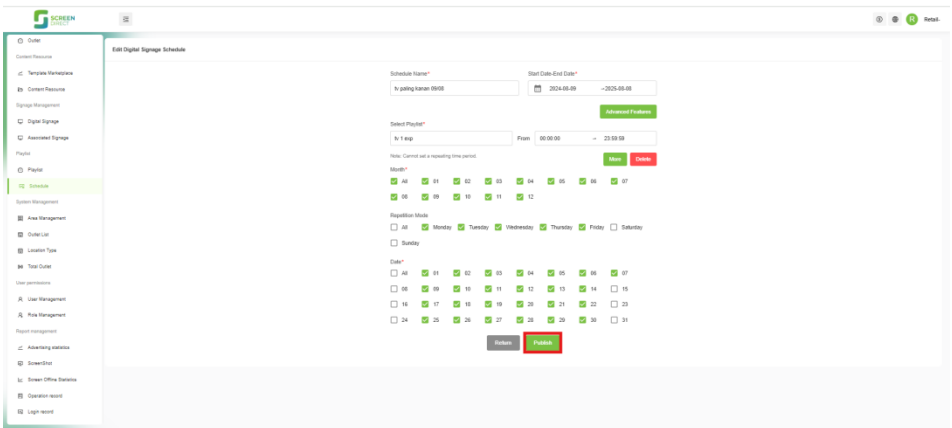 SCREEN
DIRECT
R Retail-
Outlet
Content Resource
Template Marketplace
Content Resource
Signage Management
Digital Signage
Associated Signage
Playlist
Playlist
Schedule
System Management
Area Management
Outlet List
Location Type
Total Outlet
User permissions
User Management
Role Management
Report management
Advertising statistics
ScreenShot
Screen Offline Statistics
Operation record
Login record
Edit Digital Signage Schedule
Schedule Name* Start Date-End Date*
tv paling kanan 09/08 2024-08-09 ~2025-08-08
Advanced Features
Select Playlist*
tv 1 exp From 00:00:00 ~ 23:59:59
Note: Cannot set a repeating time period. More Delete
Month*
All 01 02 03 04 05 06 07
08 09 10 11 12
Repetition Mode
All Monday Tuesday Wednesday Thursday Friday Saturday
Sunday
Date*
All 01 02 03 04 05 06 07
08 09 10 11 12 13 14 15
16 17 18 19 20 21 22 23
24 25 26 27 28 29 30 31
Return Publish